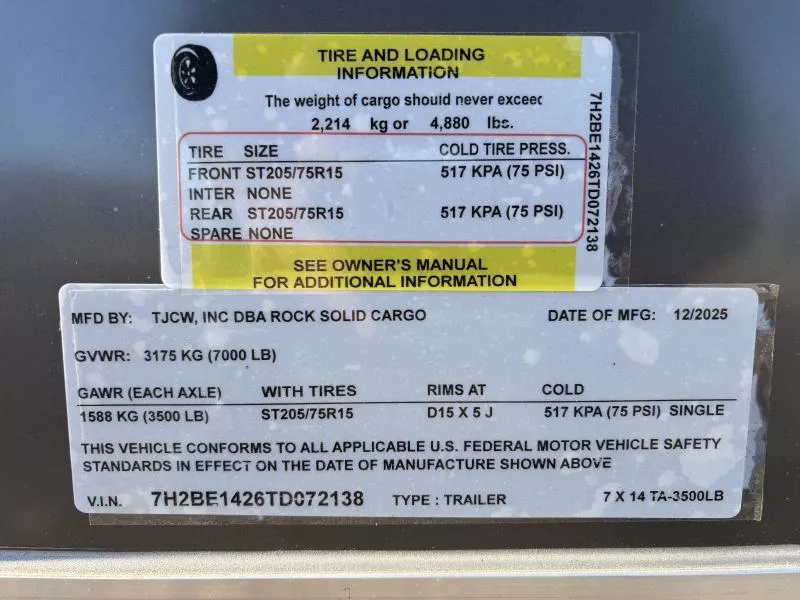 TIRE AND LOADING
INFORMATION
The weight of cargo should never exceed
2,214 kg or 4,880 lbs.
TIRE SIZE COLD TIRE PRESS.
FRONT ST205/75R15 517 KPA (75 PSI)
INTER NONE
REAR ST205/75R15 517 KPA (75 PSI)
SPARE NONE
SEE OWNER'S MANUAL
FOR ADDITIONAL INFORMATION
7H2BE1426TD072138
MFD BY: TJCW, INC DBA ROCK SOLID CARGO DATE OF MFG: 12/2025
GVWR: 3175 KG (7000 LB)
GAWR (EACH AXLE) WITH TIRES RIMS AT COLD
1588 KG (3500 LB) ST205/75R15 D15 X 5 J 517 KPA (75 PSI) SINGLE
THIS VEHICLE CONFORMS TO ALL APPLICABLE U.S. FEDERAL MOTOR VEHICLE SAFETY
STANDARDS IN EFFECT ON THE DATE OF MANUFACTURE SHOWN ABOVE
V.I.N. 7H2BE1426TD072138 TYPE : TRAILER 7 X 14 TA-3500LB